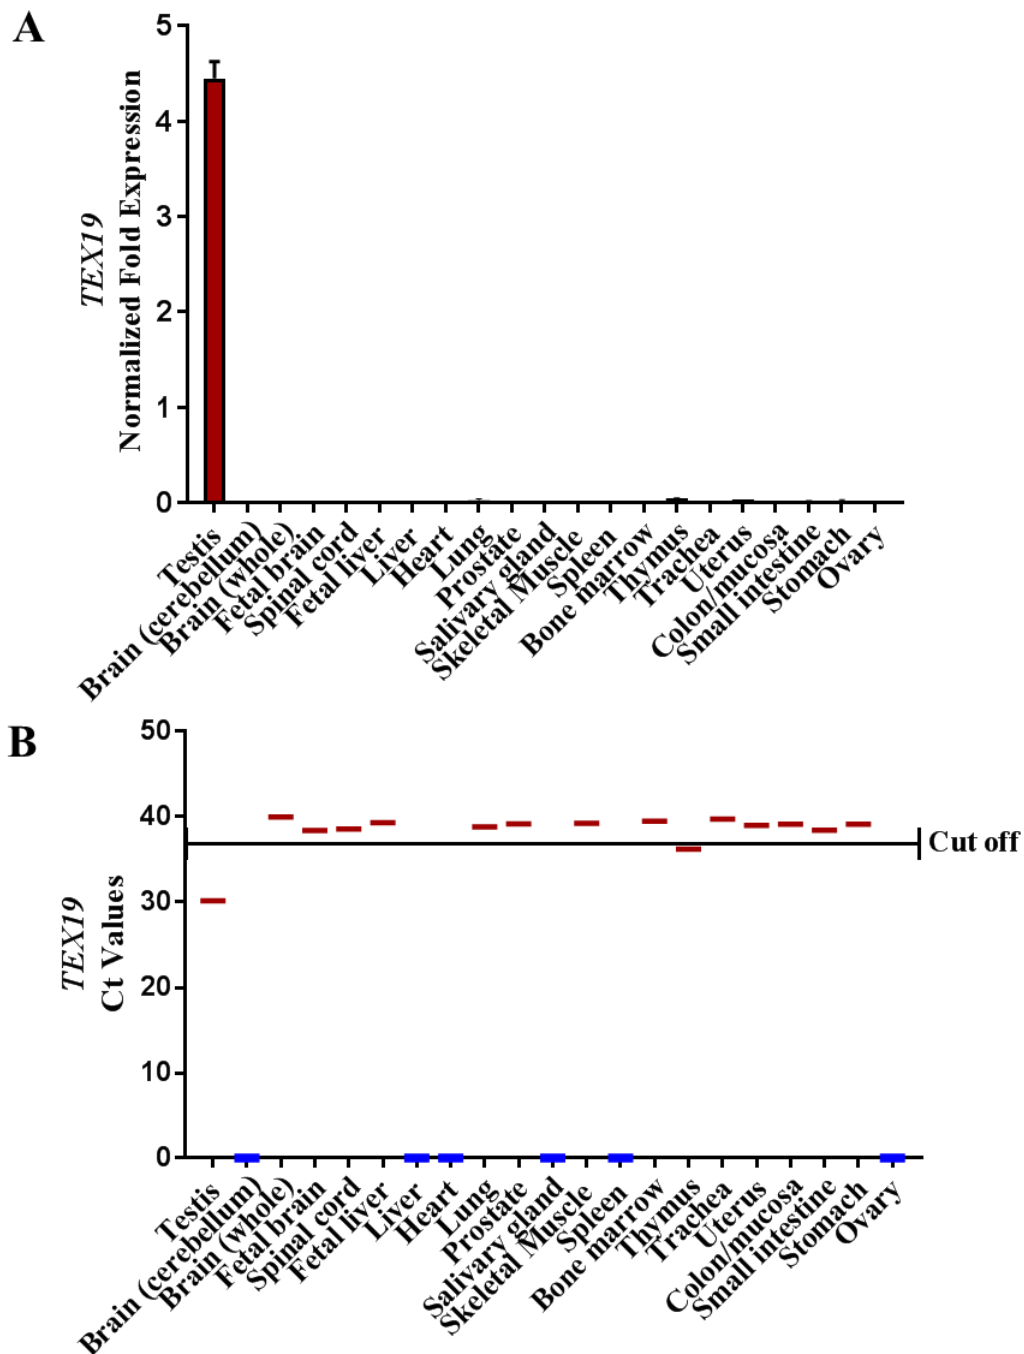 A
TEX19
Normalized Fold Expression
5
4
3
2
1
0
Testis
Brain (cerebellum)
Brain (whole)
Fetal brain
Spinal cord
Fetal liver
Liver
Heart
Lung
Prostate
Salivary gland
Skeletal Muscle
Spleen
Bone marrow
Thymus
Trachea
Uterus
Colon/mucosa
Small intestine
Stomach
Ovary
B
TEX19
Ct Values
50
40
30
20
10
0
Cut off
Testis
Brain (cerebellum)
Brain (whole)
Fetal brain
Spinal cord
Fetal liver
Liver
Heart
Lung
Prostate
Salivary gland
Skeletal Muscle
Spleen
Bone marrow
Thymus
Trachea
Uterus
Colon/mucosa
Small intestine
Stomach
Ovary